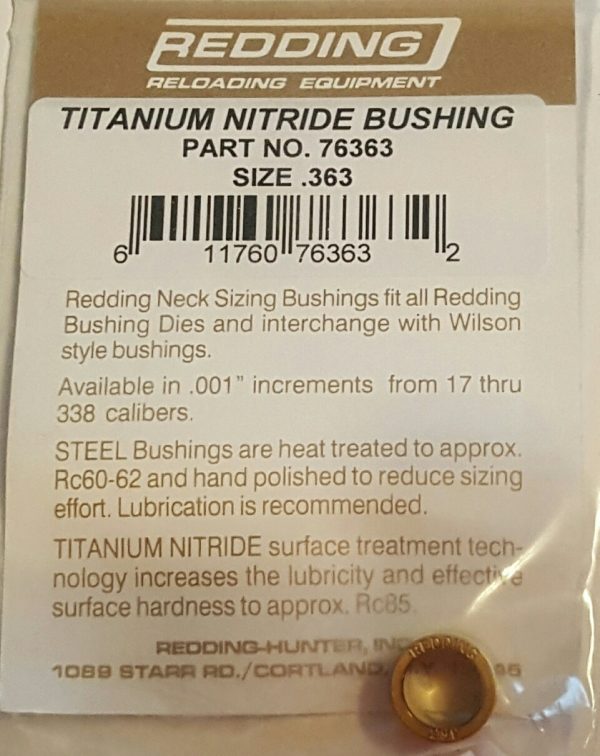 REDDING
RELOADING EQUIPMENT
TITANIUM NITRIDE BUSHING
PART NO. 76363
SIZE .363
6 11760 76363 2
Redding Neck Sizing Bushings fit all Redding
Bushing Dies and interchange with Wilson
style bushings.
Available in .001" increments from 17 thru
338 calibers.
STEEL Bushings are heat treated to approx.
Rc60-62 and hand polished to reduce sizing
effort. Lubrication is recommended.
TITANIUM NITRIDE surface treatment tech-
nology increases the lubricity and effective
surface hardness to approx. Rc85.
REDDING-HUNTER, INC
1089 STARR RD./CORTLAND,
REDDING